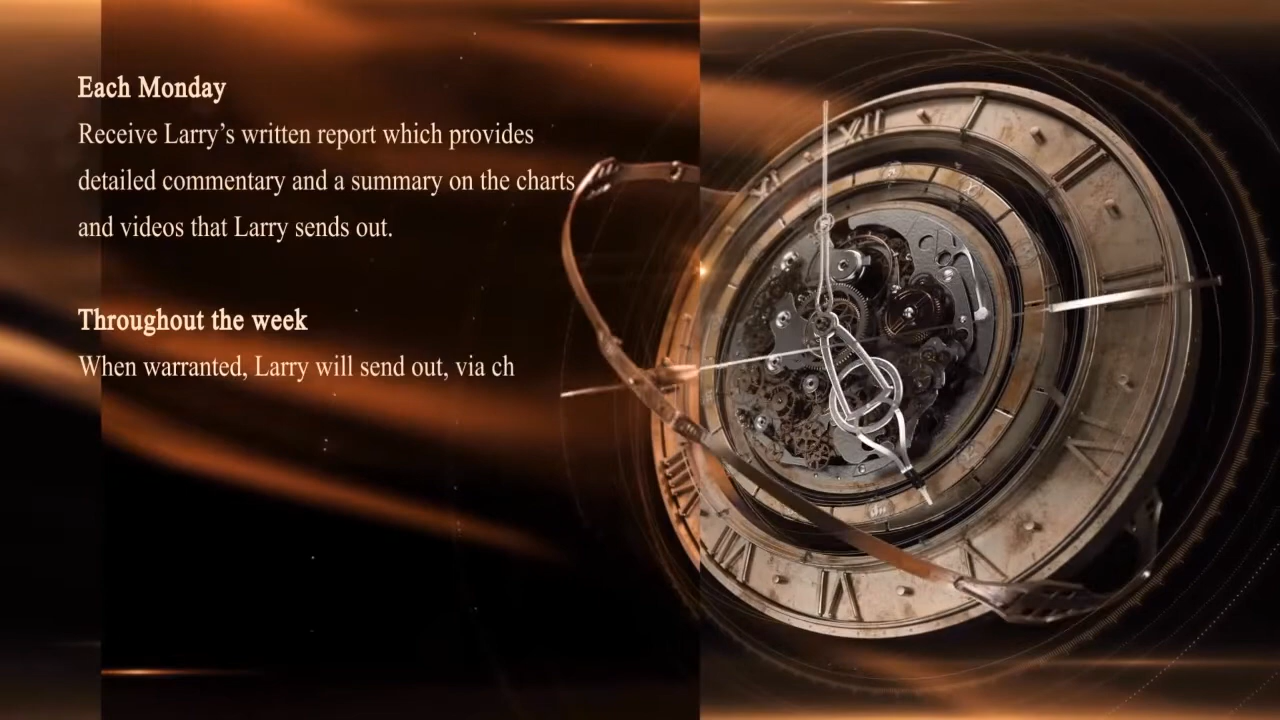 Each Monday
Receive Larry’s written report which provides
detailed commentary and a summary on the charts
and videos that Larry sends out.
Throughout the week
When warranted, Larry will send out, via ch